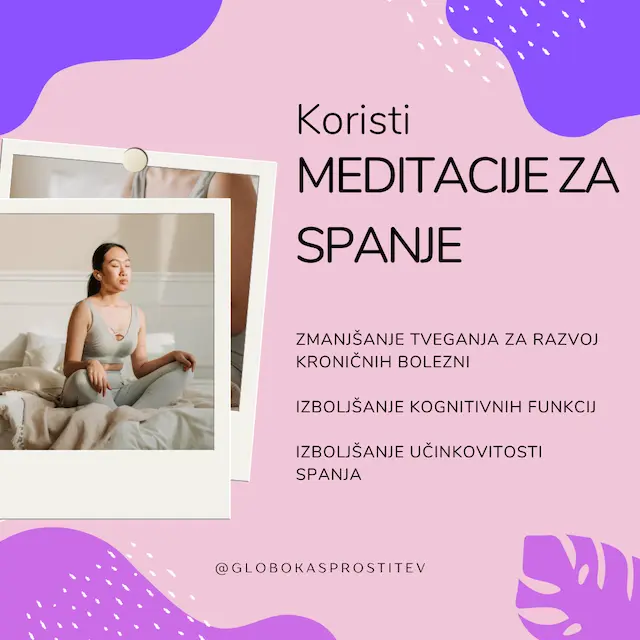 Koristi
MEDITACIJE ZA
SPANJE
ZMANJŠANJE TVEGANJA ZA RAZVOJ
KRONIČNIH BOLEZNI
IZBOLJŠANJE KOGNITIVNIH FUNKCIJ
IZBOLJŠANJE UČINKOVITOSTI
SPANJA
@GLOBOKASPROSTITEV